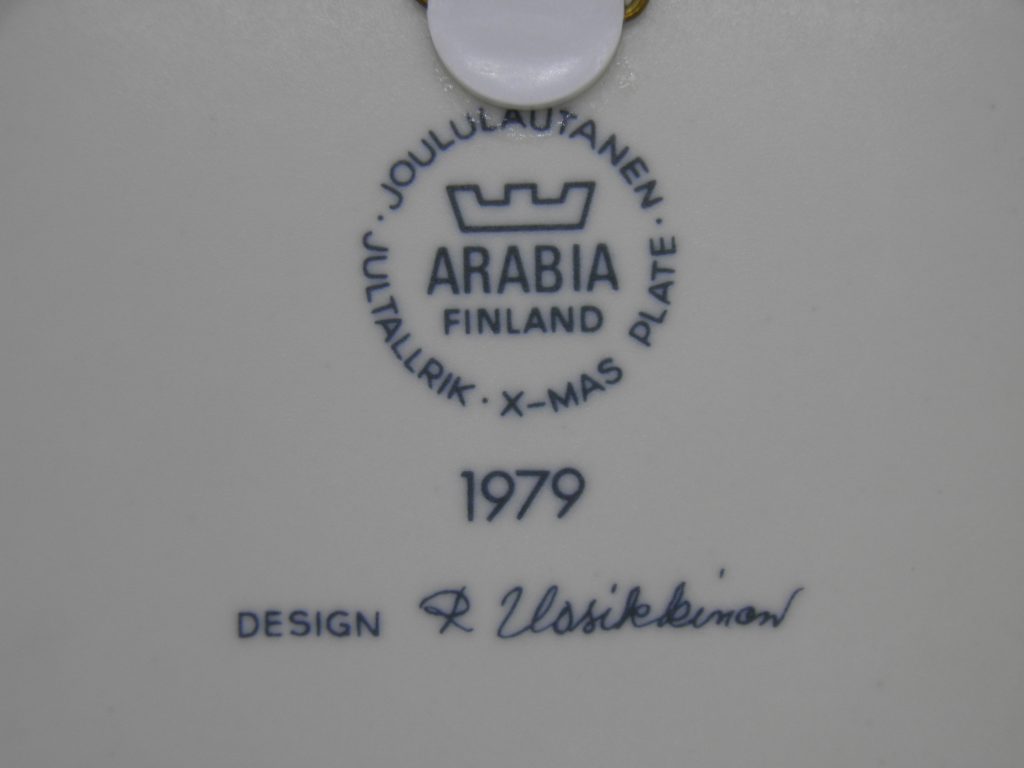 JOULULAUTANEN · X-MAS PLATE · JULTALLRIK ·
ARABIA
FINLAND
1979
DESIGN R Uosikkinen